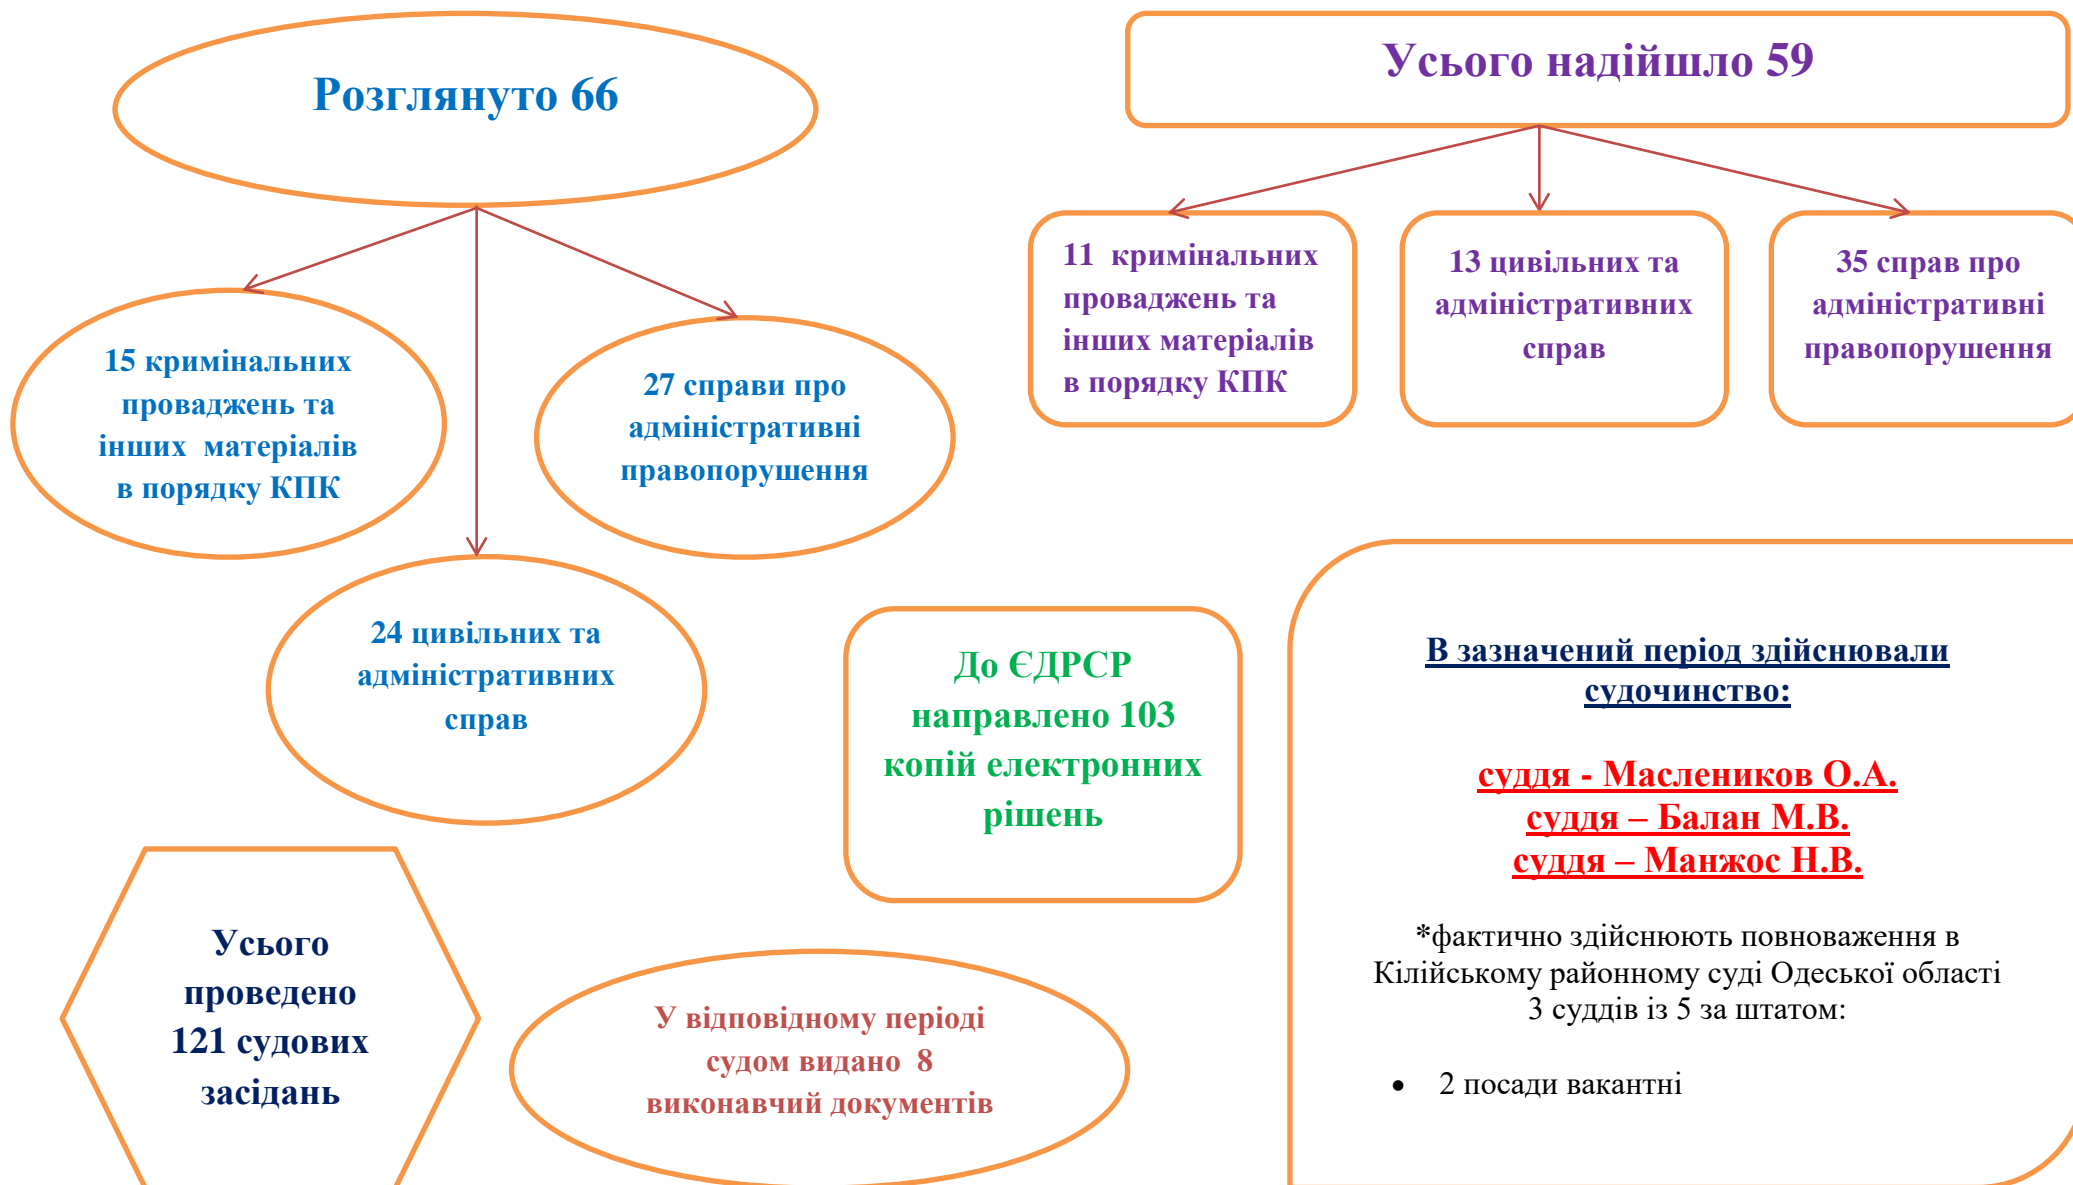 Розглянуто 66
15 кримінальних
проваджень та
інших матеріалів
в порядку КПК
27 справи про
адміністративні
правопорушення
24 цивільних та
адміністративних
справ
Усього надійшло 59
11 кримінальних
проваджень та
інших матеріалів
в порядку КПК
13 цивільних та
адміністративних
справ
35 справ про
адміністративні
правопорушення
До ЄДРСР
направлено 103
копій електронних
рішень
Усього
проведено
121 судових
засідань
У відповідному періоді
судом видано 8
виконавчий документів
В зазначений період здійснювали
судочинство:
суддя - Маслеников О.А.
суддя – Балан М.В.
суддя – Манжос Н.В.
*фактично здійснюють повноваження в
Кілійському районному суді Одеської області
3 суддів із 5 за штатом:
• 2 посади вакантні